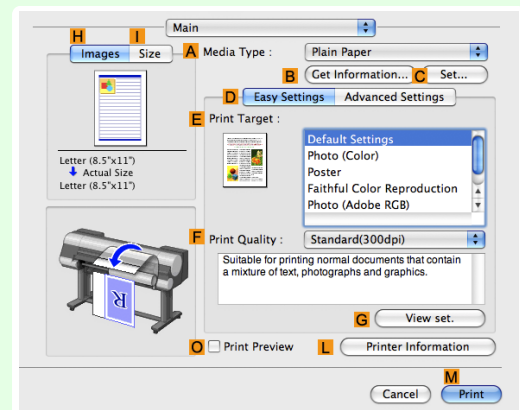 Main
H
I
Images
Size
A
Media Type :
Plain Paper
B
Get Information...
C
Set...
D
Easy Settings
Advanced Settings
E
Print Target :
Default Settings
Photo (Color)
Poster
Faithful Color Reproduction
Photo (Adobe RGB)
Letter (8.5"x11")
Actual Size
Letter (8.5"x11")
F
Print Quality :
Standard(300dpi)
Suitable for printing normal documents that contain
a mixture of text, photographs and graphics.
R
G
View set.
O
Print Preview
L
Printer Information
M
Cancel
Print